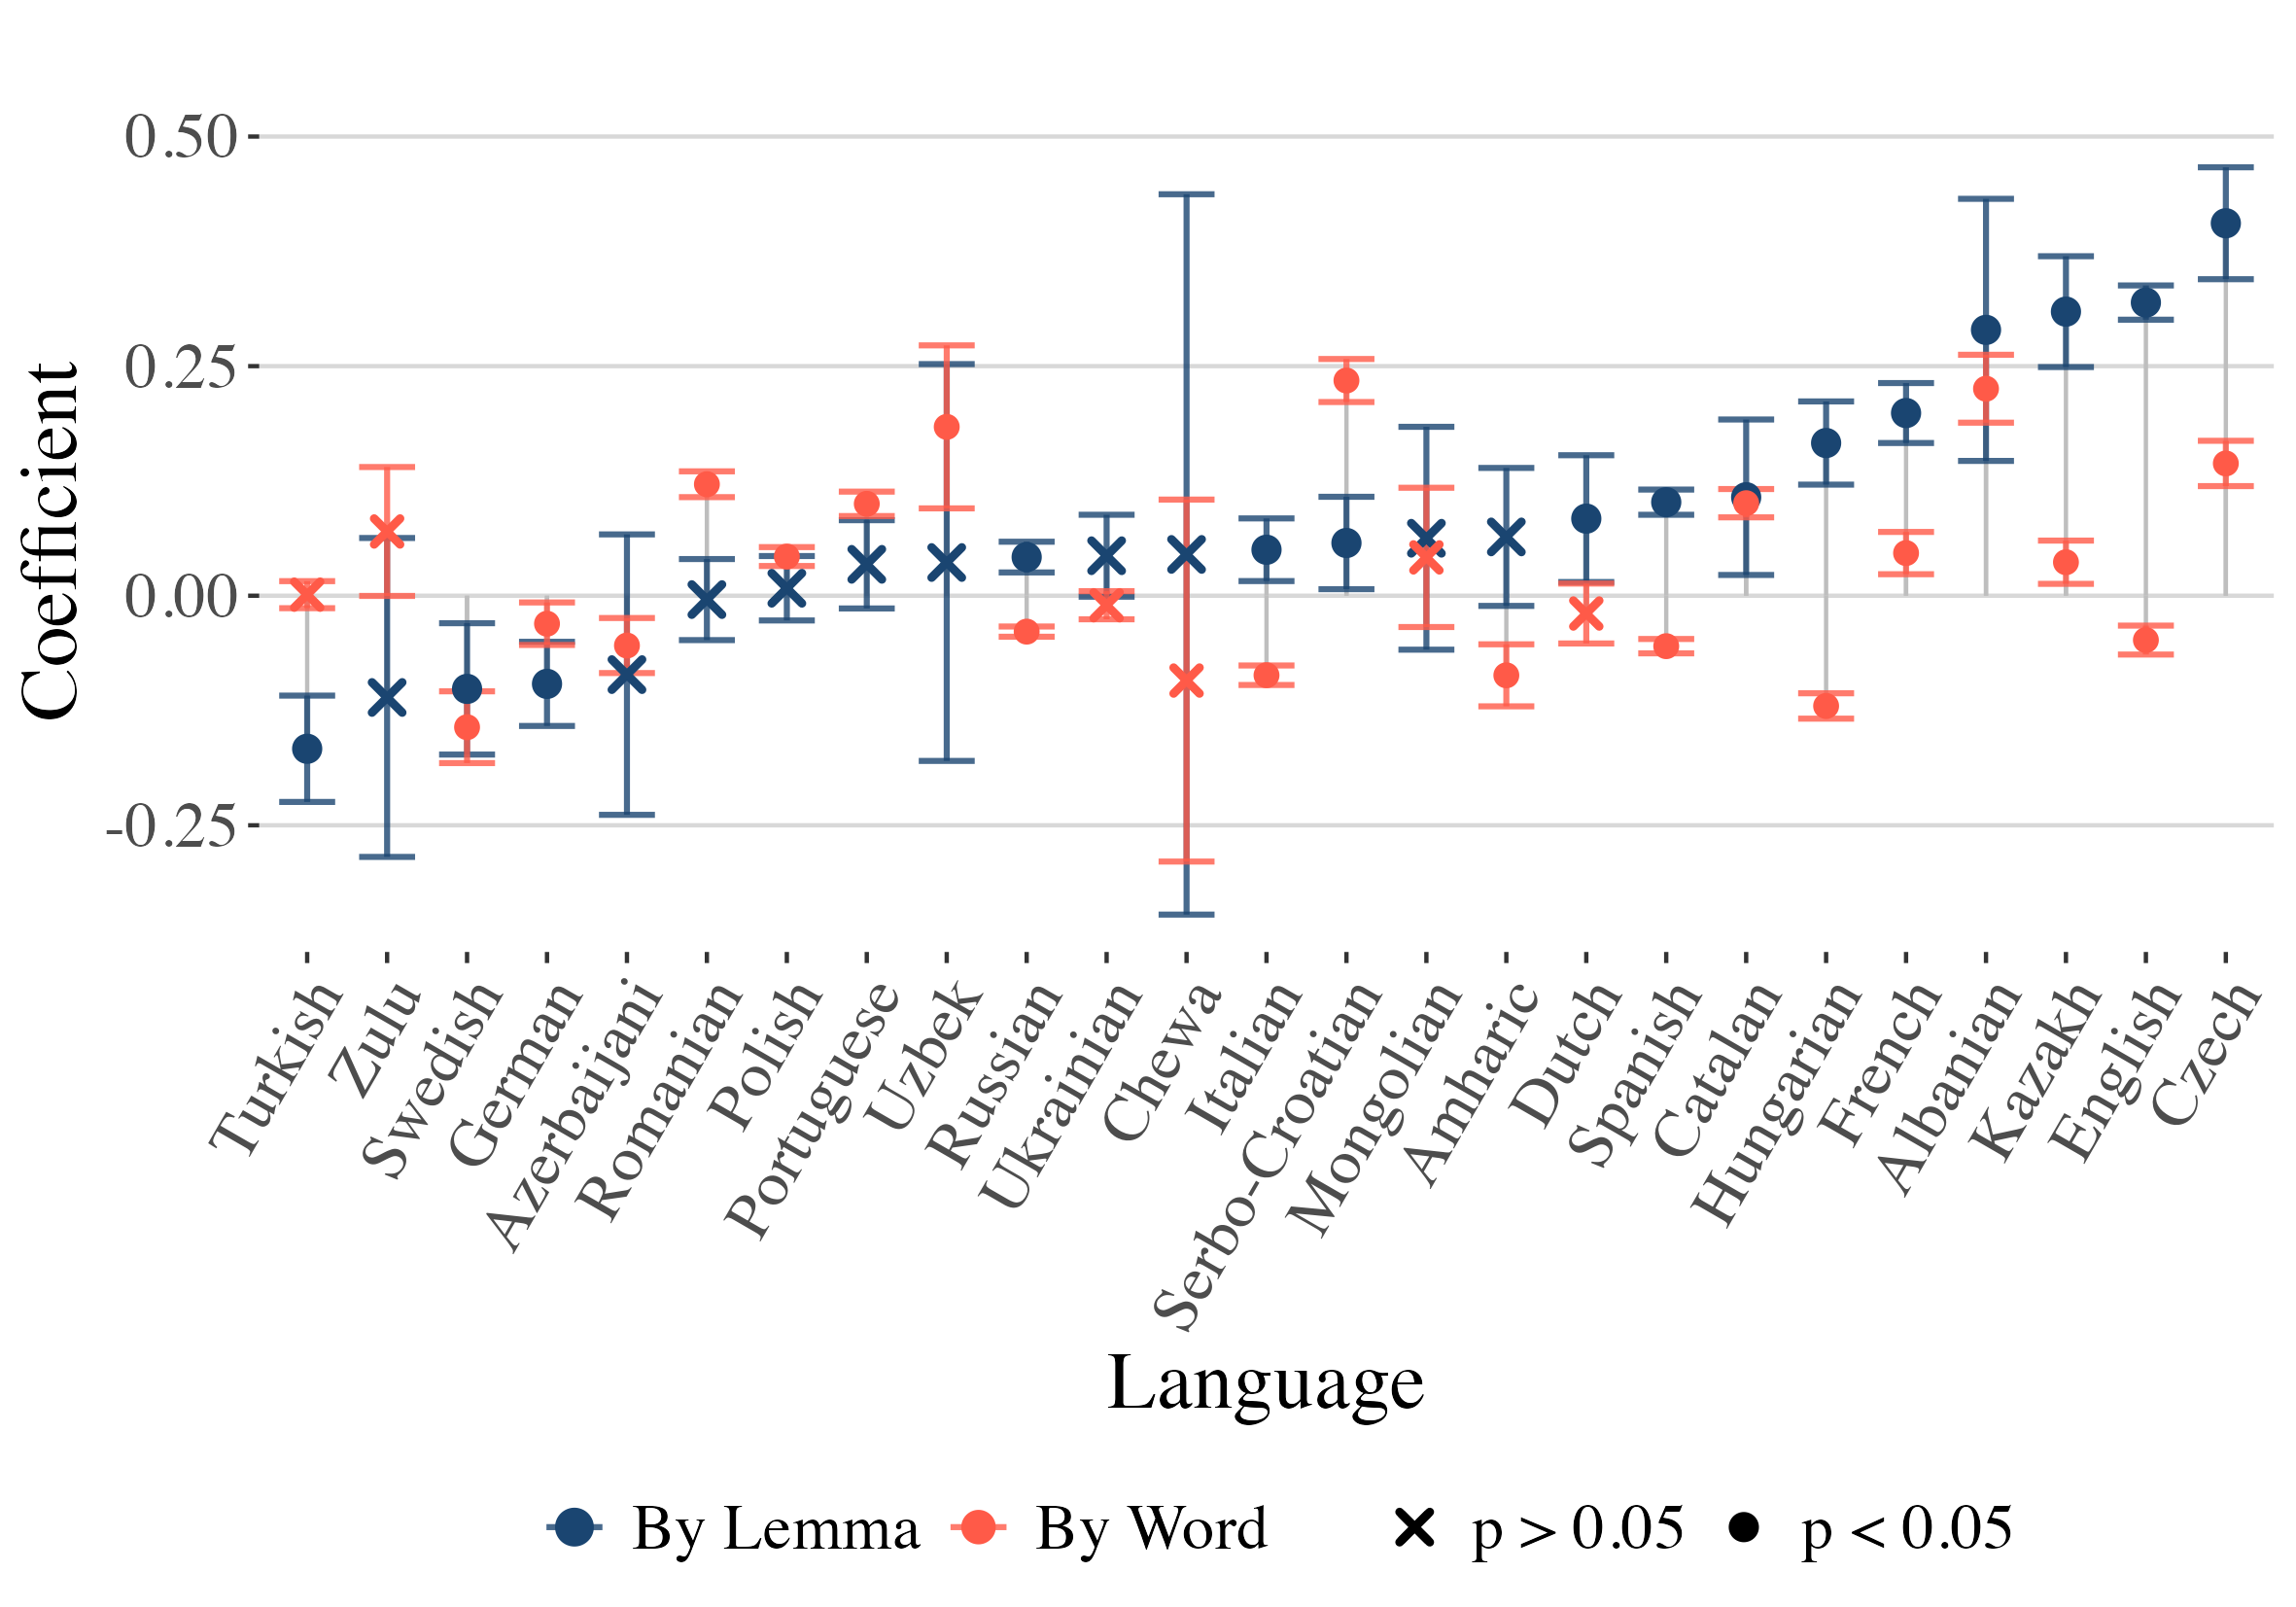 0.50
0.25
0.00
-0.25
Coefficient
Turkish
Zulu
Swedish
German
Azerbaijani
Romanian
Polish
Portuguese
Uzbek
Russian
Ukrainian
Chewa
Italian
Serbo-Croatian
Mongolian
Amharic
Dutch
Spanish
Catalan
Hungarian
French
Albanian
Kazakh
English
Czech
Language
By Lemma By Word p > 0.05 p < 0.05